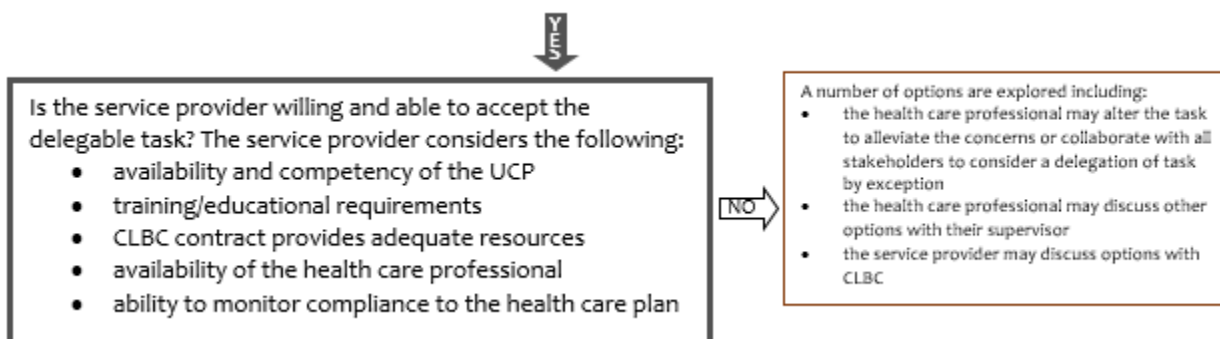 YES
Is the service provider willing and able to accept the
delegable task? The service provider considers the following:
• availability and competency of the UCP
• training/educational requirements
• CLBC contract provides adequate resources
• availability of the health care professional
• ability to monitor compliance to the health care plan
NO
A number of options are explored including:
• the health care professional may alter the task
to alleviate the concerns or collaborate with all
stakeholders to consider a delegation of task
by exception
• the health care professional may discuss other
options with their supervisor
• the service provider may discuss options with
CLBC